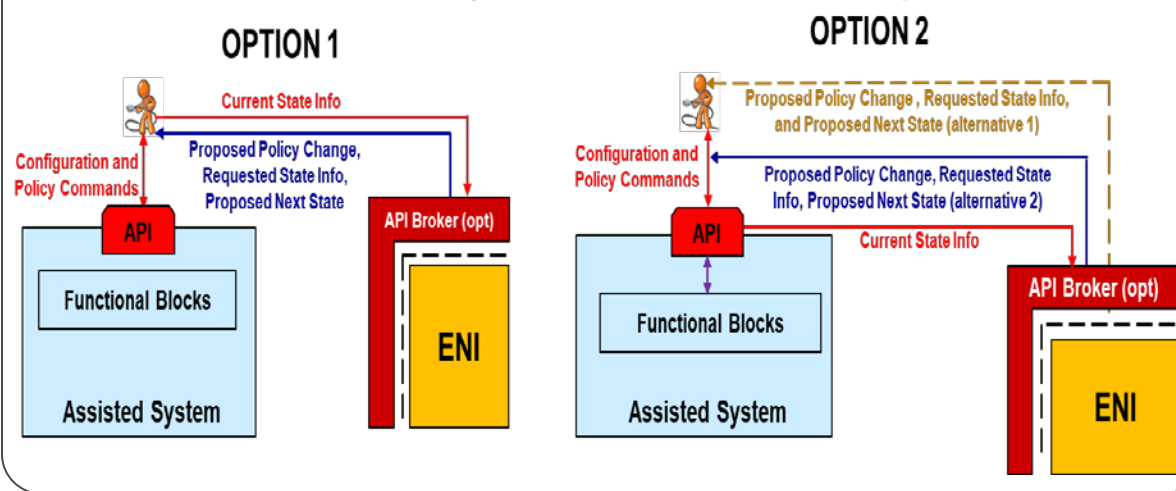 OPTION 1
Current State Info
Proposed Policy Change,
Requested State Info,
Proposed Next State
Configuration and
Policy Commands
API
API Broker (opt)
Functional Blocks
ENI
Assisted System
OPTION 2
Proposed Policy Change , Requested State Info,
and Proposed Next State (alternative 1)
Configuration and
Policy Commands
Proposed Policy Change, Requested State
Info, Proposed Next State (alternative 2)
API
Current State Info
API Broker (opt)
Functional Blocks
ENI
Assisted System